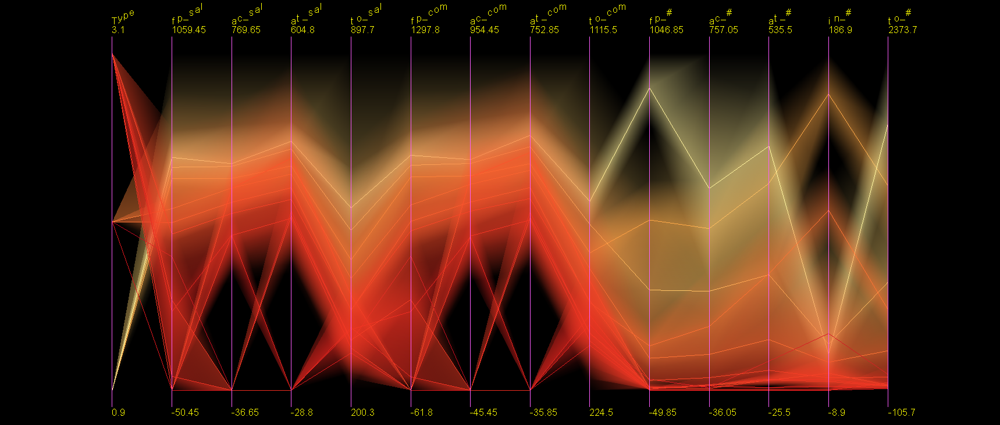 Type fp_sal ac_sal at_sal to_sal fp_com ac_com at_com to_com fp_# ac_# at_# in_# to_#
3.1 1059.45 769.65 604.8 897.7 1297.8 954.45 752.85 1115.5 1046.85 757.05 535.5 186.9 2373.7
0.9 -50.45 -36.65 -28.8 200.3 -61.8 -45.45 -35.85 224.5 -49.85 -36.05 -25.5 -8.9 -105.7